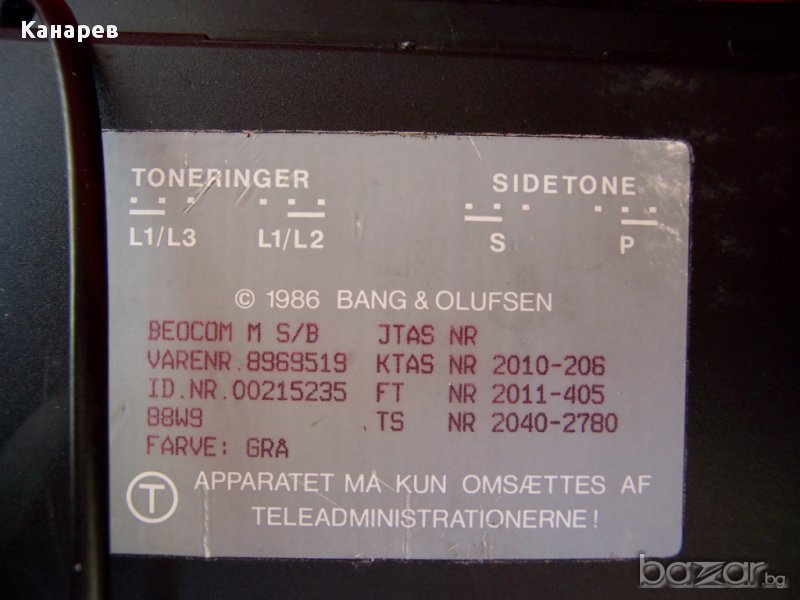 Канарев
TONERINGER SIDETONE
L1/L3 L1/L2 S P
© 1986 BANG & OLUFSEN
BEOCOM M S/B JTAS NR
VARENR.8969519 KTAS NR 2010-206
ID.NR.00215235 FT NR 2011-405
88W9 TS NR 2040-2780
FARVE: GRÅ
T APPARATET MÅ KUN OMSÆTTES AF
TELEADMINISTRATIONERNE!
bazar.bg